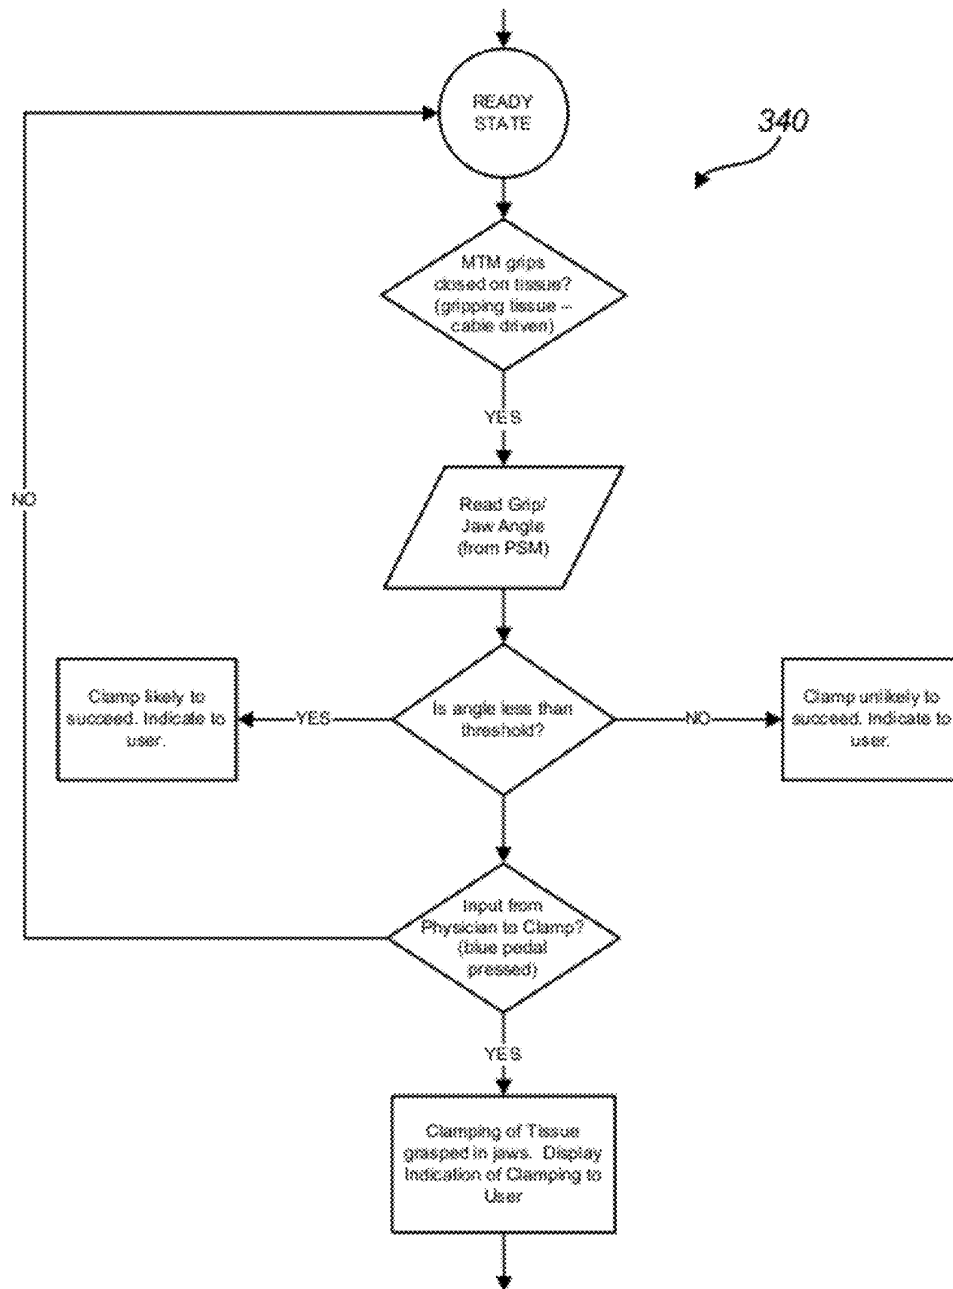 READY
STATE
340
MTM grips
closed on tissue?
(gripping tissue --
cable driven)
YES
Read Grip/
Jaw Angle
(from PSM)
NO
Clamp likely to
succeed. Indicate to
user.
YES
Is angle less than
threshold?
NO
Clamp unlikely to
succeed. Indicate to
user.
Input from
Physician to Clamp?
(blue pedal
pressed)
YES
Clamping of Tissue
grasped in jaws. Display
Indication of Clamping to
User